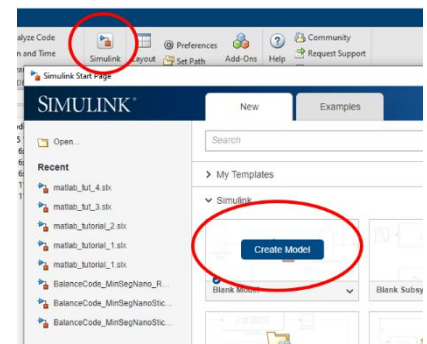 alyze Code
n and Time
Simulink
Layout
Preferences
Set Path
Add-Ons
Help
Community
Request Support
Simulink Start Page
SIMULINK®
New
Examples
Open...
Search
Recent
matlab_tut_4.slx
matlab_tut_3.slx
matlab_tutorial_2.slx
matlab_tutorial_1.slx
matlab_tutorial_1.slx
BalanceCode_MinSegNano_R...
BalanceCode_MinSegNanoStic...
BalanceCode_MinSegNanoStic...
My Templates
Simulink
Create Model
Blank Model
Blank Subsy